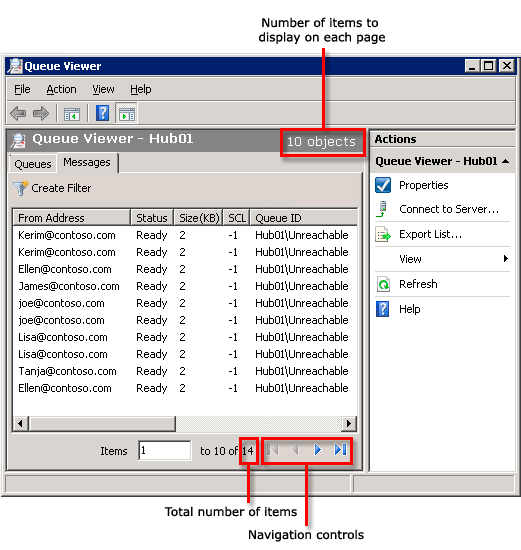 Number of items to
display on each page
Queue Viewer
File Action View Help
Queue Viewer - Hub01 10 objects
Queues Messages
Create Filter
From Address Status Size(KB) SCL Queue ID
Kerim@contoso.com Ready 2 -1 Hub01\Unreachable
Kerim@contoso.com Ready 2 -1 Hub01\Unreachable
Ellen@contoso.com Ready 2 -1 Hub01\Unreachable
James@contoso.com Ready 2 -1 Hub01\Unreachable
joe@contoso.com Ready 2 -1 Hub01\Unreachable
joe@contoso.com Ready 2 -1 Hub01\Unreachable
Lisa@contoso.com Ready 2 -1 Hub01\Unreachable
Lisa@contoso.com Ready 2 -1 Hub01\Unreachable
Tanja@contoso.com Ready 2 -1 Hub01\Unreachable
Ellen@contoso.com Ready 2 -1 Hub01\Unreachable
Items 1 to 10 of 14
Actions
Queue Viewer - Hub01
Properties
Connect to Server...
Export List...
View
Refresh
Help
Total number of items
Navigation controls